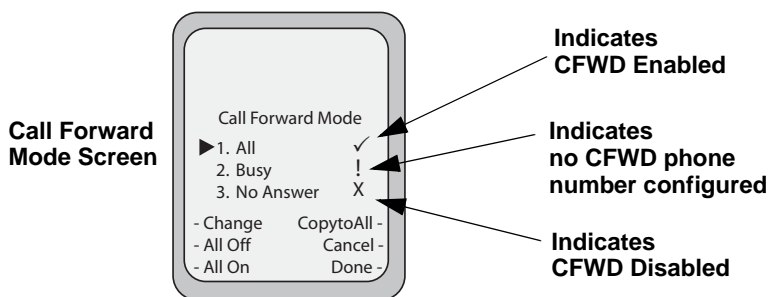 Call Forward
Mode Screen
Call Forward Mode
▶1. All ✓
2. Busy !
3. No Answer X
- Change CopytoAll -
- All Off Cancel -
- All On Done -
Indicates
CFWD Enabled
Indicates
no CFWD phone
number configured
Indicates
CFWD Disabled